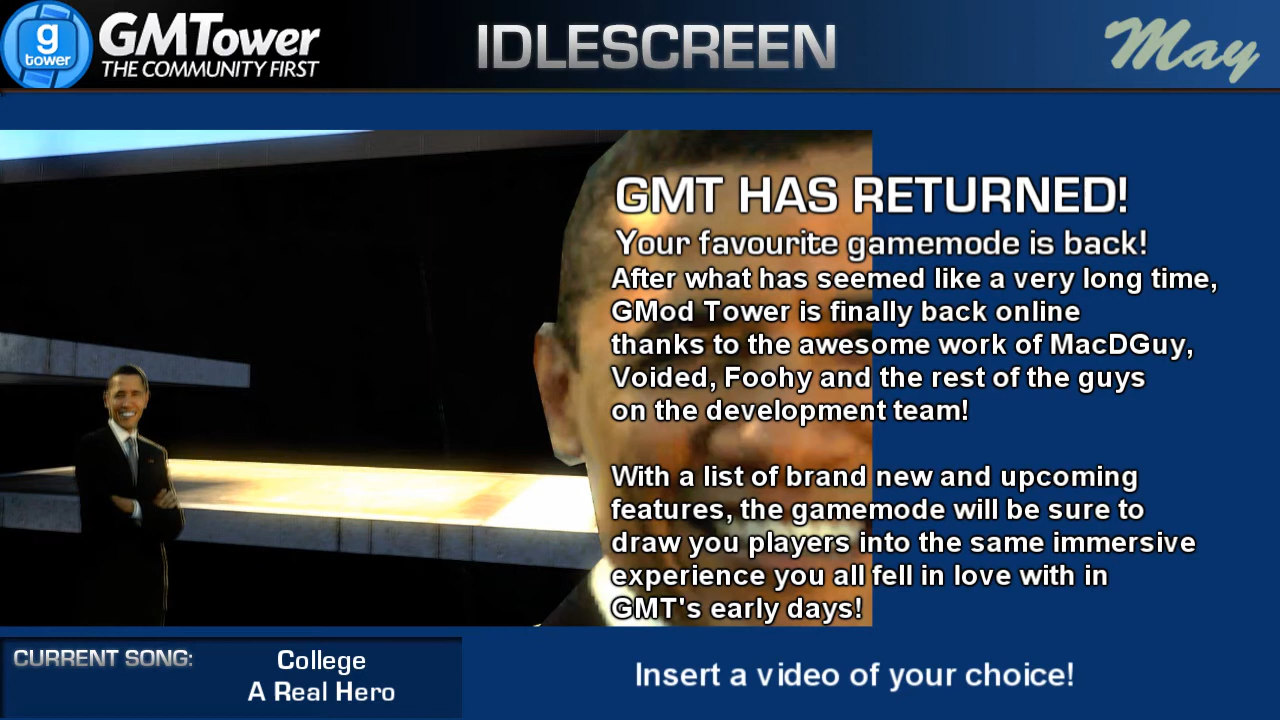 g
tower
GMTower
THE COMMUNITY FIRST
IDLESCREEN
May
GMT HAS RETURNED!
Your favourite gamemode is back!
After what has seemed like a very long time,
GMod Tower is finally back online
thanks to the awesome work of MacDGuy,
Voided, Foohy and the rest of the guys
on the development team!
With a list of brand new and upcoming
features, the gamemode will be sure to
draw you players into the same immersive
experience you all fell in love with in
GMT's early days!
CURRENT SONG:
College
A Real Hero
Insert a video of your choice!